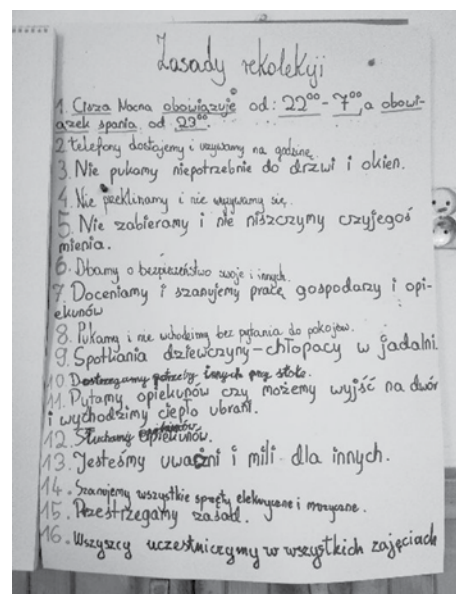 Zasady rekolekcji
1. Cisza Nocna obowiązuje od: 22⁰⁰ - 7⁰⁰, a obowi-
ązek spania od 23⁰⁰.
2 telefony dostajemy i używamy na godzinę
3. Nie pukamy niepotrzebnie do drzwi i okien.
4. Nie przeklinamy i nie wyzywamy się.
5. Nie zabieramy i nie niszczymy czyjegoś
mienia.
6. Dbamy o bezpieczeństwo swoje i innych.
7. Doceniamy i szanujemy pracę gospodarzy i opi-
ekunów
8. Pukamy i nie wchodzimy bez pytania do pokojów.
9. Spotkania dziewczyny-chłopacy w jadalni
10. Dostrzegamy potrzeby innych przy stole.
11. Pytamy opiekunów czy możemy wyjść na dwór
i wychodzimy ciepło ubrani.
12. Słuchamy opiekunów.
13. Jesteśmy uważni i mili dla innych.
14. Szanujemy wszystkie sprzęty elektryczne i muzyczne.
15. Przestrzegamy zasad.
16. Wszyscy uczestniczymy w wszystkich zajęciach